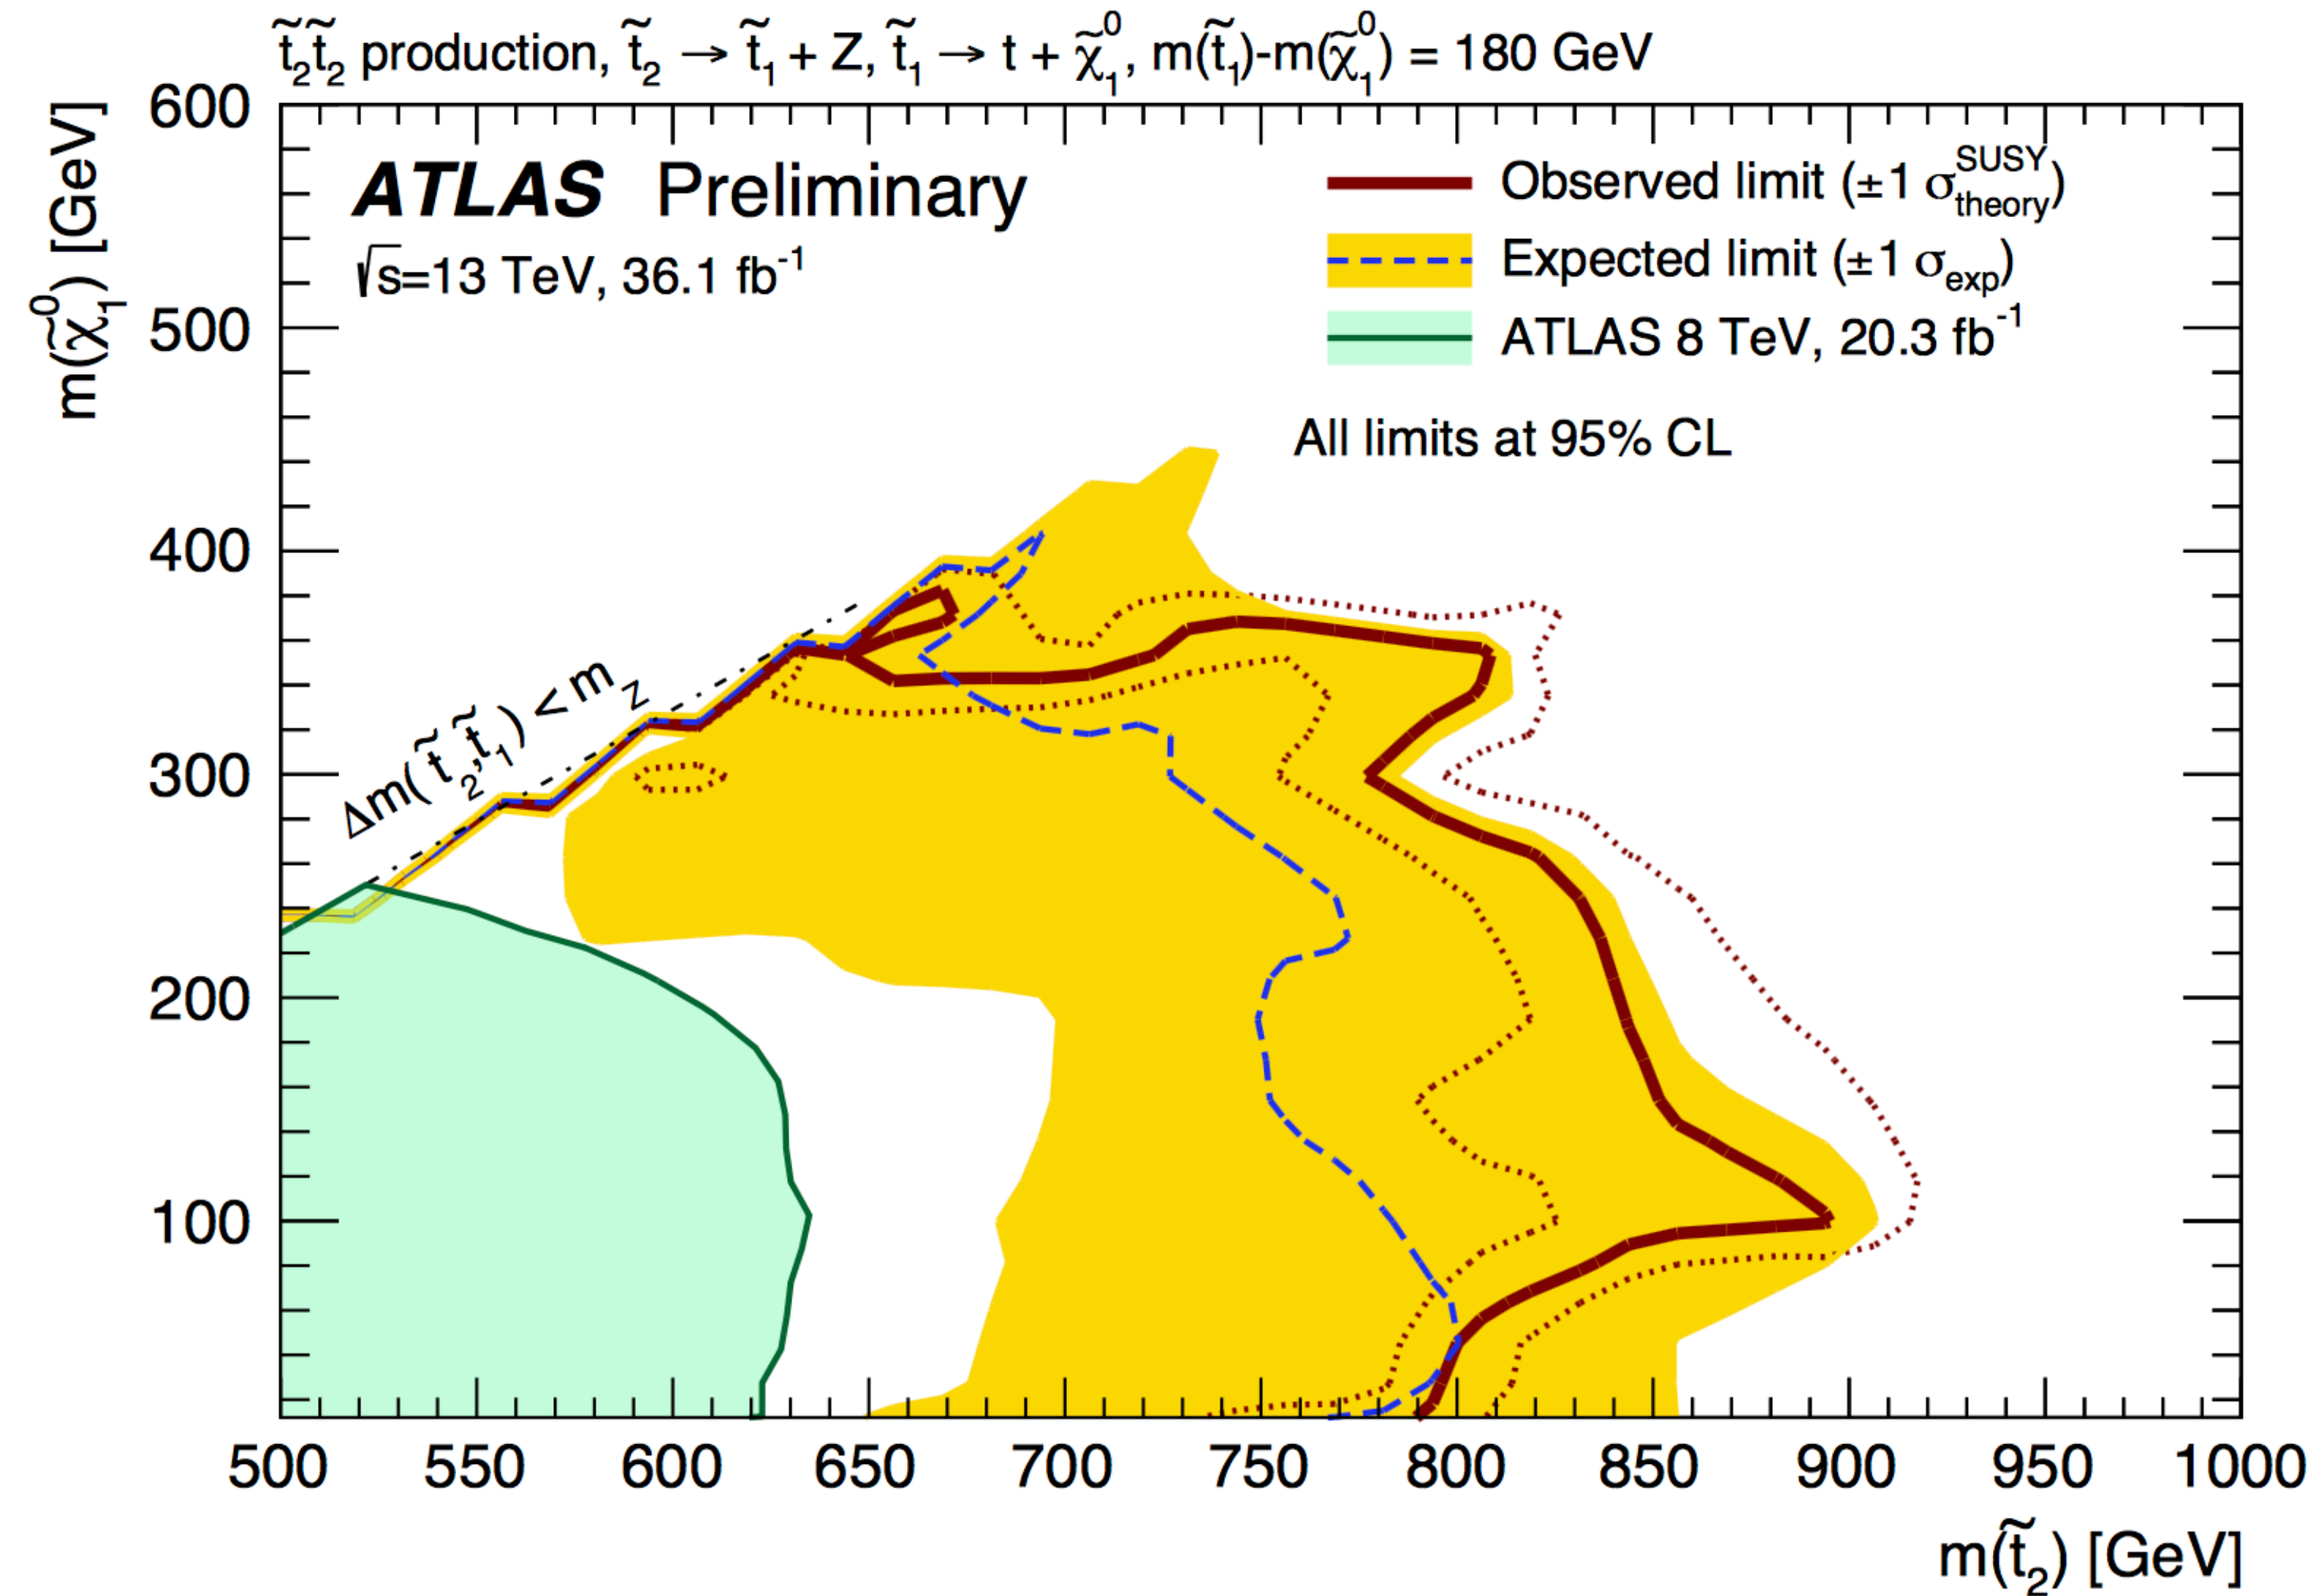 t̃₂t̃₂ production, t̃₂ → t̃₁ + Z, t̃₁ → t + χ̃₁⁰, m(t̃₁)-m(χ̃₁⁰) = 180 GeV
m(χ̃₁⁰) [GeV]
600
500
400
300
200
100
ATLAS Preliminary
√s=13 TeV, 36.1 fb⁻¹
Observed limit (±1 σ_theory^SUSY)
Expected limit (±1 σ_exp)
ATLAS 8 TeV, 20.3 fb⁻¹
All limits at 95% CL
Δm(t̃₂,t̃₁) < m_Z
500 550 600 650 700 750 800 850 900 950 1000
m(t̃₂) [GeV]